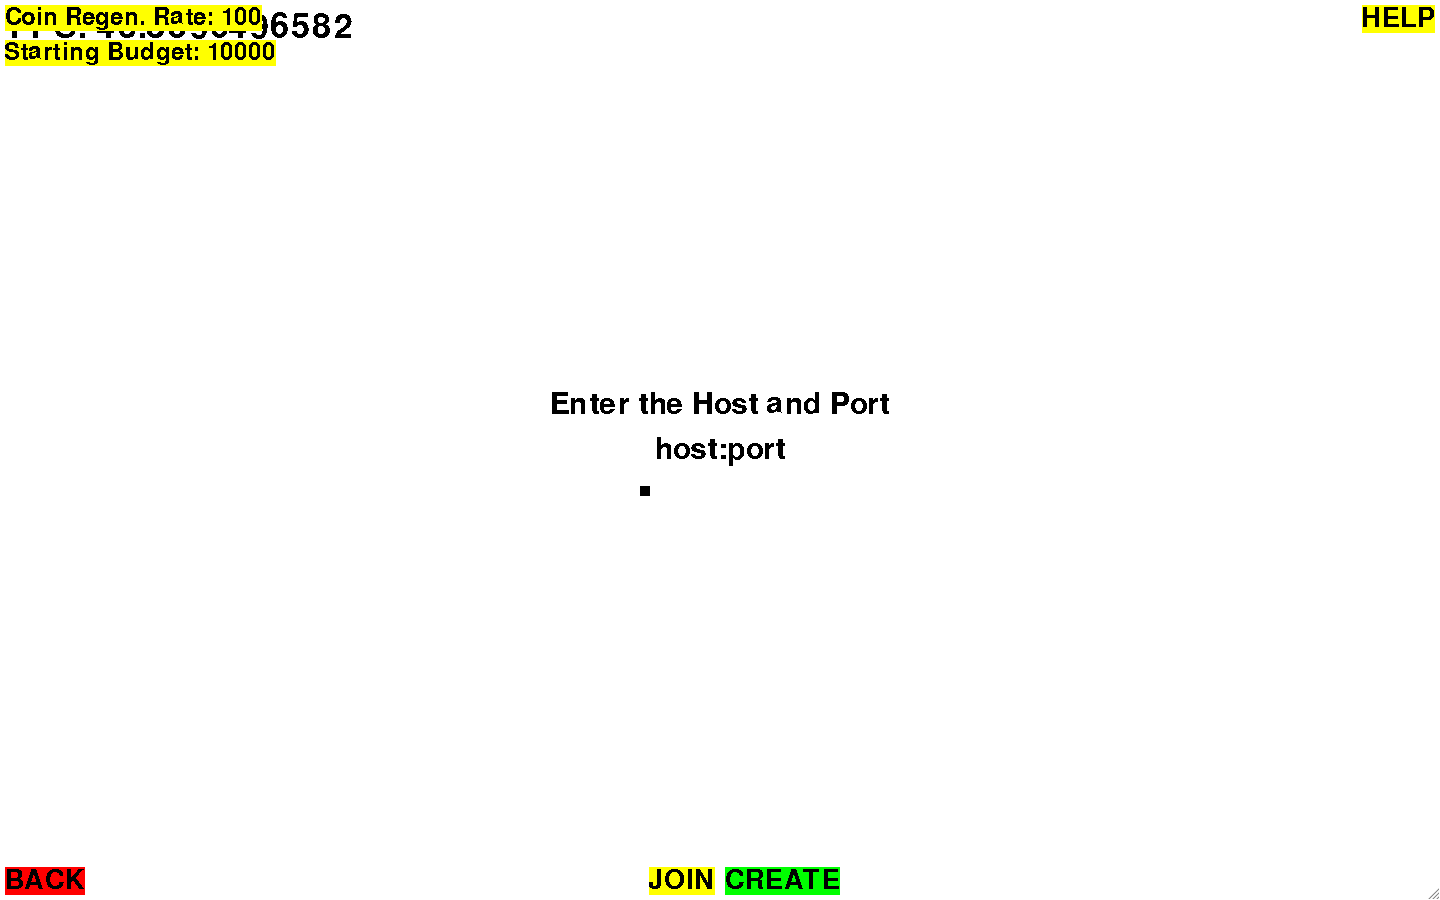 Coin Regen. Rate: 100
6582
HELP
Starting Budget: 10000
Enter the Host and Port
host:port
BACK
JOIN
CREATE